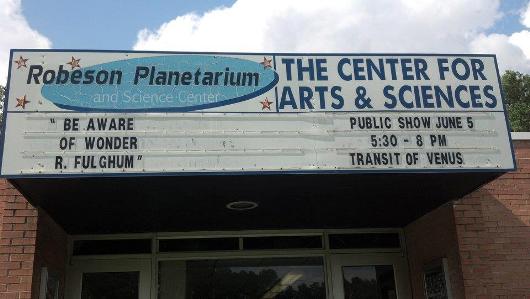 Robeson Planetarium
and Science Center
THE CENTER FOR
ARTS & SCIENCES
" BE AWARE
OF WONDER
R. FULGHUM "
PUBLIC SHOW JUNE 5
5:30 - 8 PM
TRANSIT OF VENUS